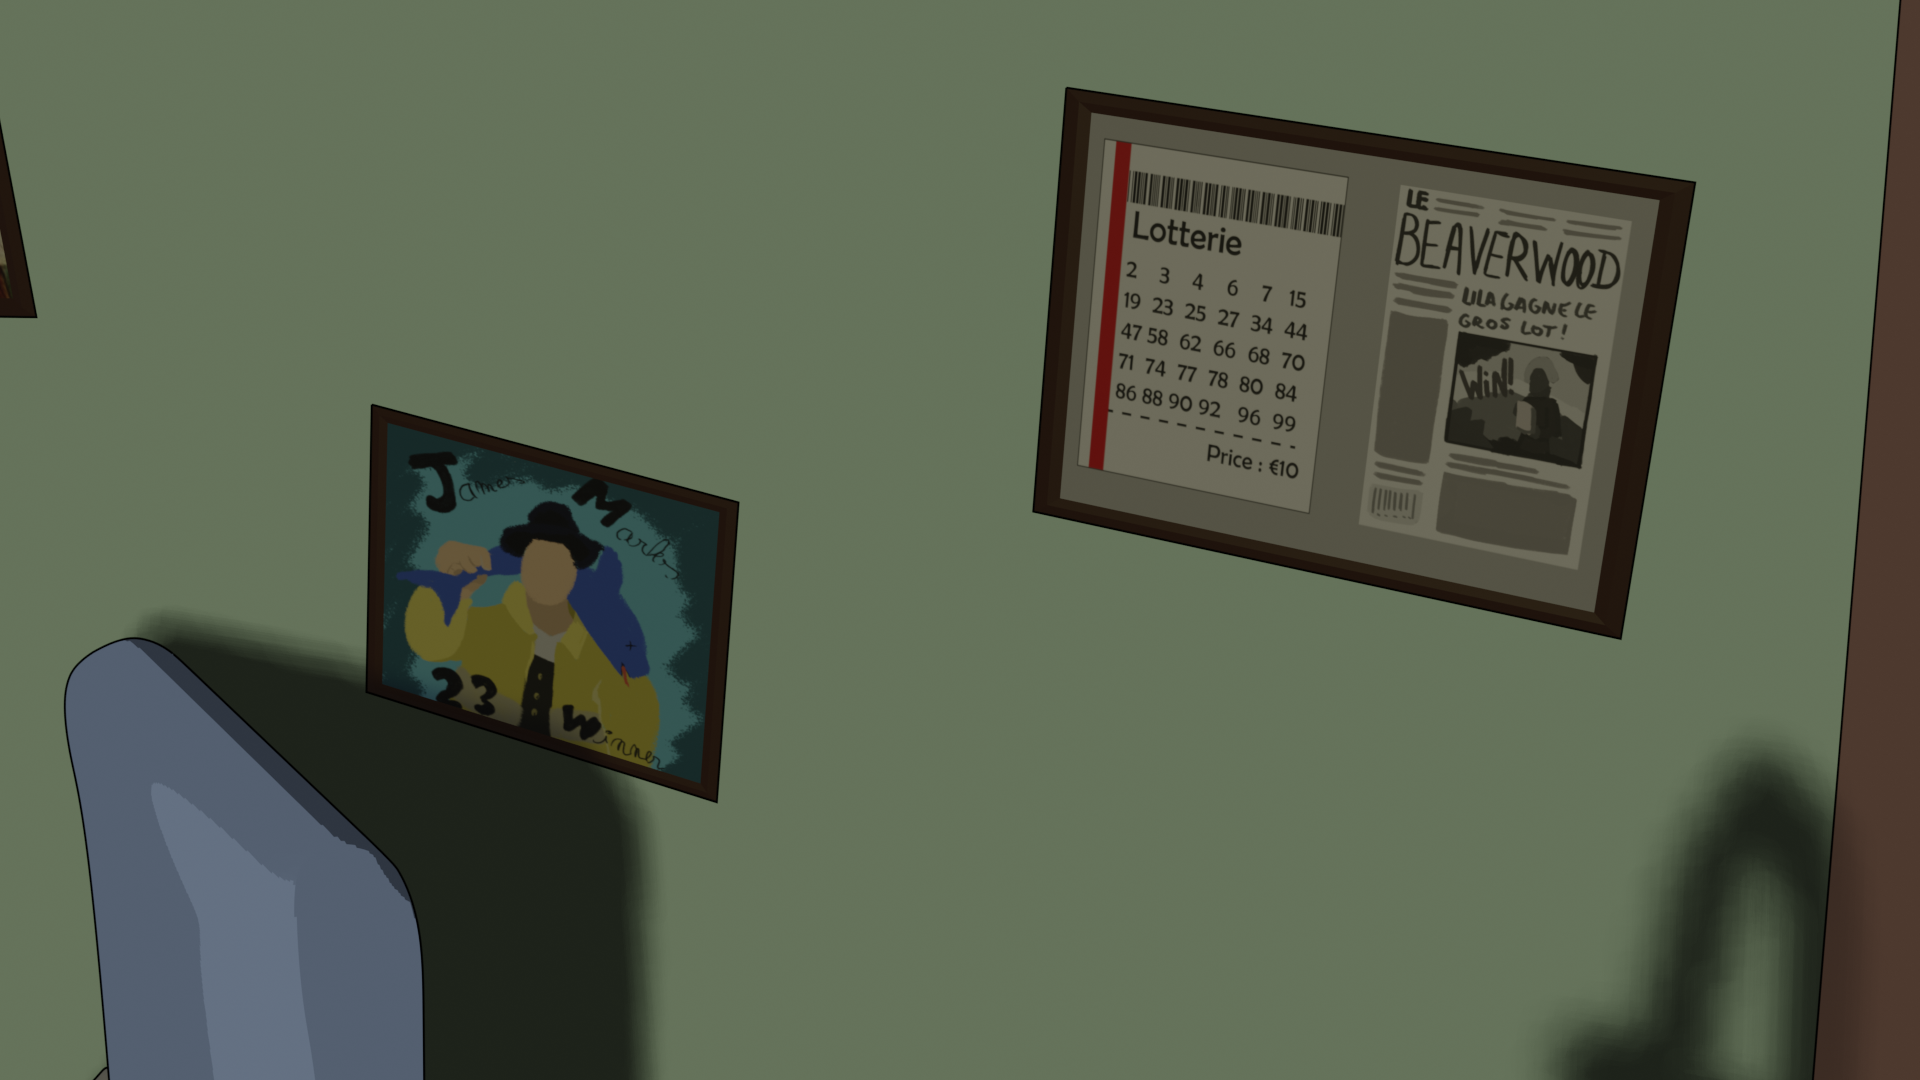 James Marks
23 Winner
Lotterie
2 3 4 6 7 15
19 23 25 27 34 44
47 58 62 66 68 70
71 74 77 78 80 84
86 88 90 92 96 99
Price : €10
LE
BEAVERWOOD
LILA GAGNE LE
GROS LOT !
WiN!